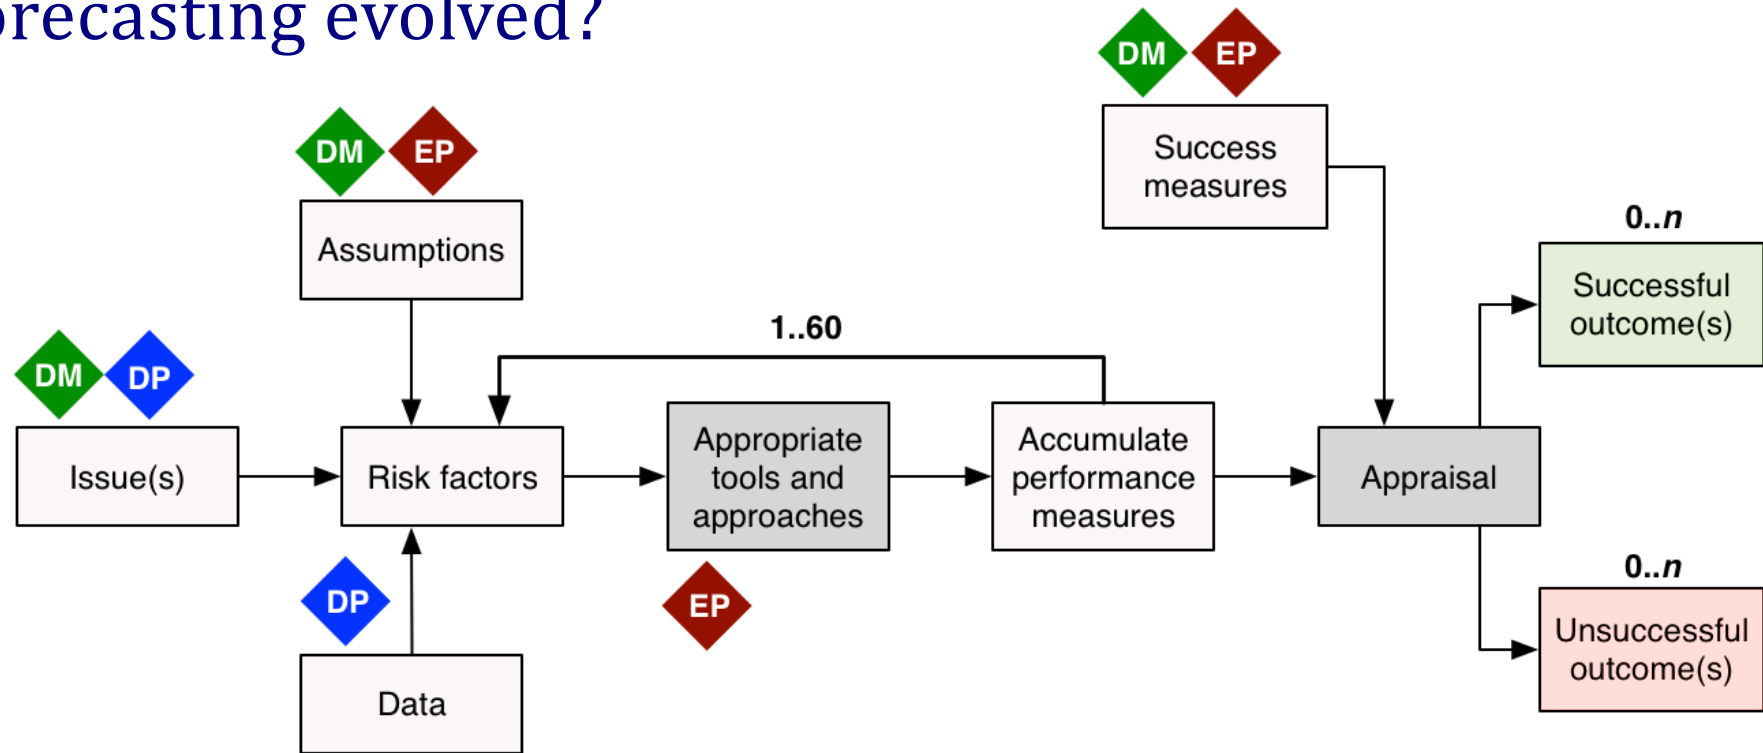 orecasting evolved?
DM EP
Success
measures
DM EP
Assumptions
0..n
Successful
outcome(s)
1..60
DM DP
Issue(s)
Risk factors
Appropriate
tools and
approaches
Accumulate
performance
measures
Appraisal
0..n
Unsuccessful
outcome(s)
DP
EP
Data